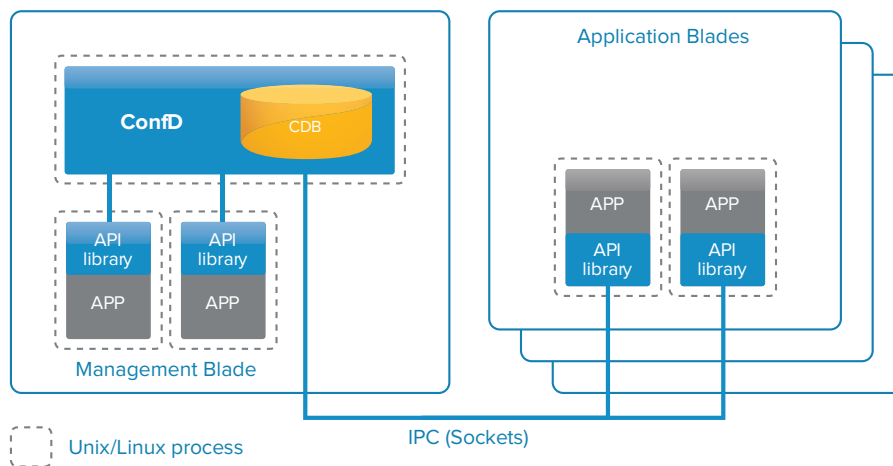 Application Blades
ConfD
CDB
API
library
APP
API
library
APP
Management Blade
APP
API
library
APP
API
library
IPC (Sockets)
Unix/Linux process